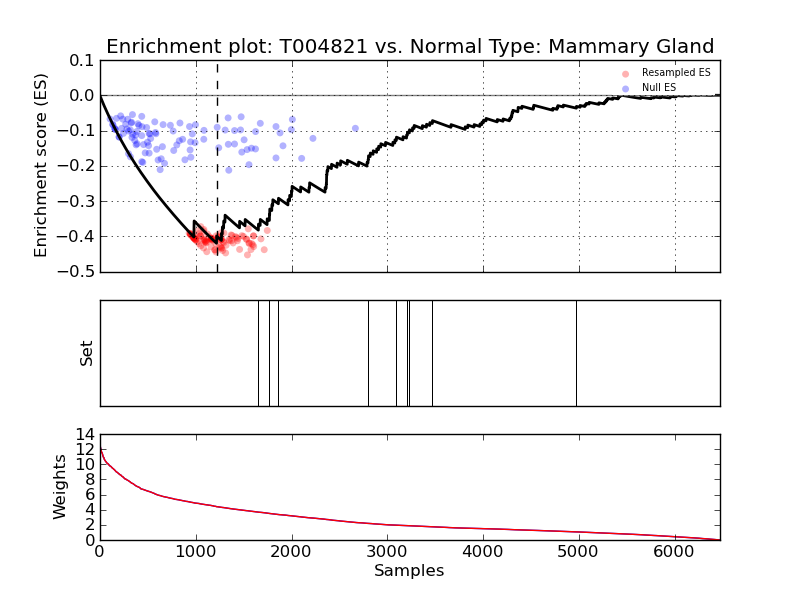 Enrichment plot: T004821 vs. Normal Type: Mammary Gland
0.1
0.0
−0.1
−0.2
−0.3
−0.4
−0.5
Enrichment score (ES)
Resampled ES
Null ES
Set
14
12
10
8
6
4
2
0
Weights
0 1000 2000 3000 4000 5000 6000
Samples